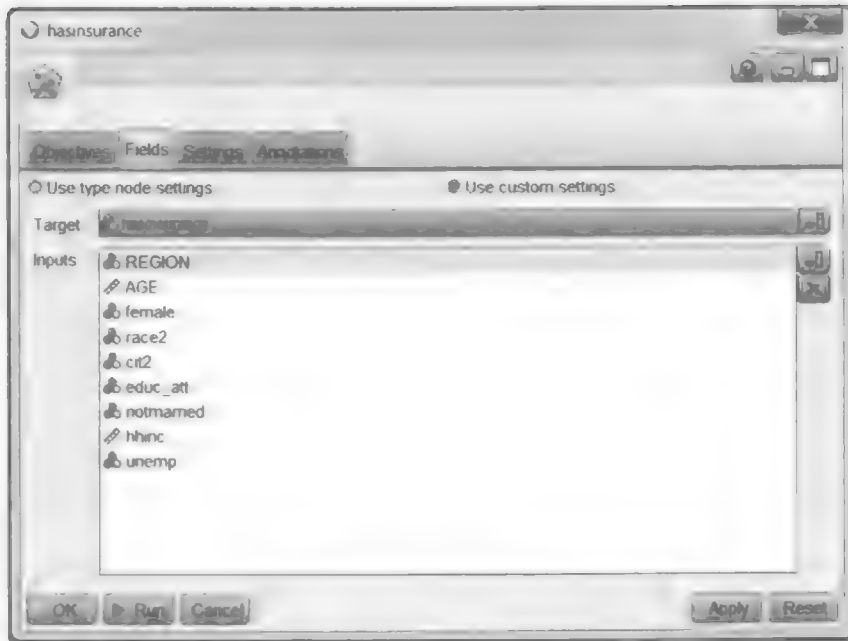 hasinsurance
Objectives Fields Settings Annotations
Use type node settings Use custom settings
Target hasinsurance
Inputs REGION
AGE
female
race2
cit2
educ_att
notmarried
hhinc
unemp
OK Run Cancel Apply Reset